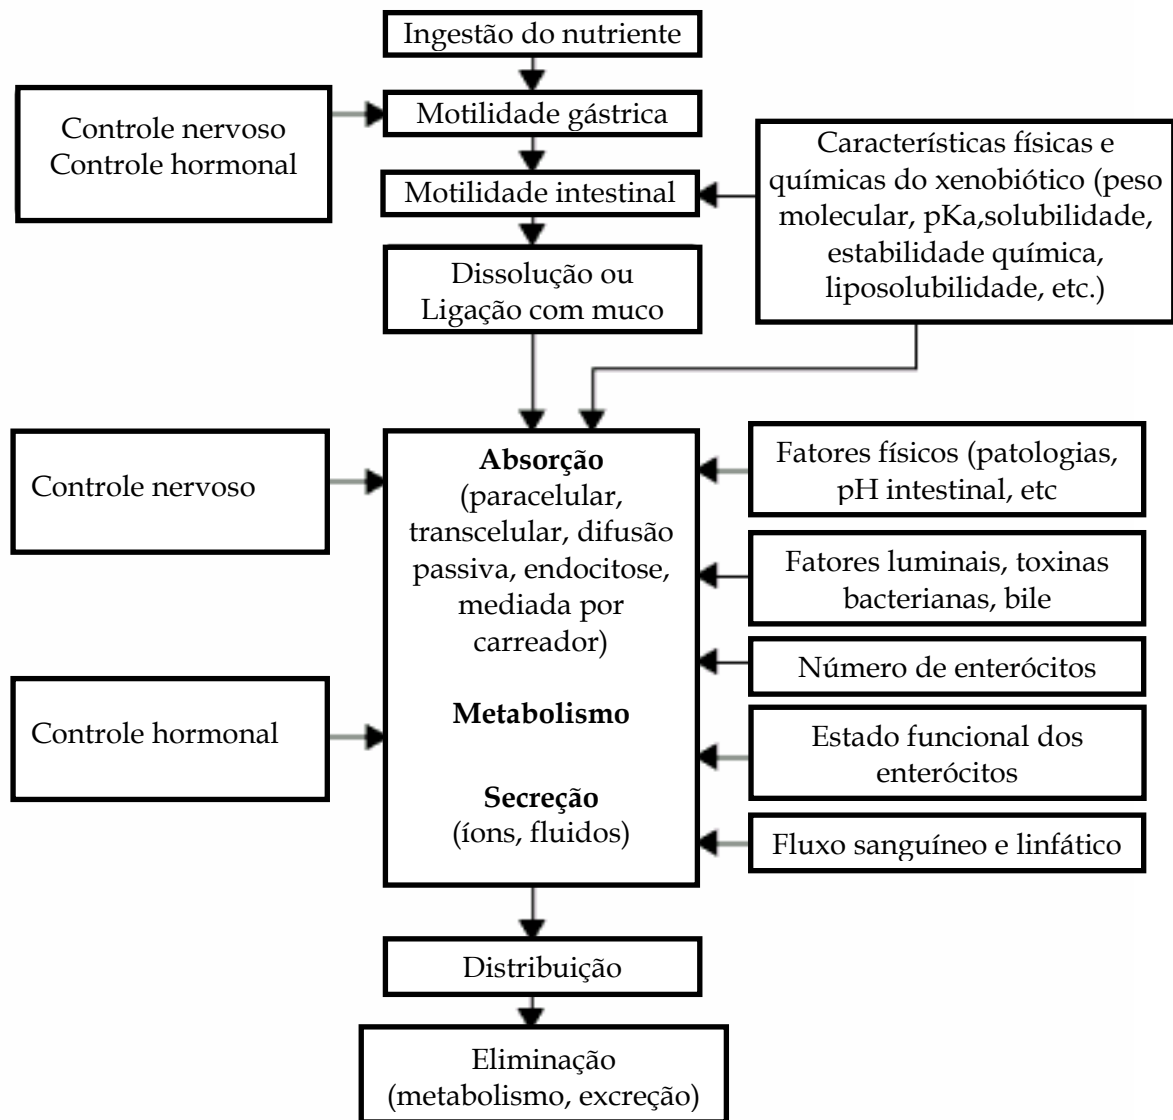 Ingestão do nutriente
Controle nervoso
Controle hormonal
Motilidade gástrica
Motilidade intestinal
Características físicas e
químicas do xenobiótico (peso
molecular, pKa,solubilidade,
estabilidade química,
liposolubilidade, etc.)
Dissolução ou
Ligação com muco
Controle nervoso
Controle hormonal
Absorção
(paracelular,
transcelular, difusão
passiva, endocitose,
mediada por
carreador)
Metabolismo
Secreção
(íons, fluidos)
Fatores físicos (patologias,
pH intestinal, etc
Fatores luminais, toxinas
bacterianas, bile
Número de enterócitos
Estado funcional dos
enterócitos
Fluxo sanguíneo e linfático
Distribuição
Eliminação
(metabolismo, excreção)